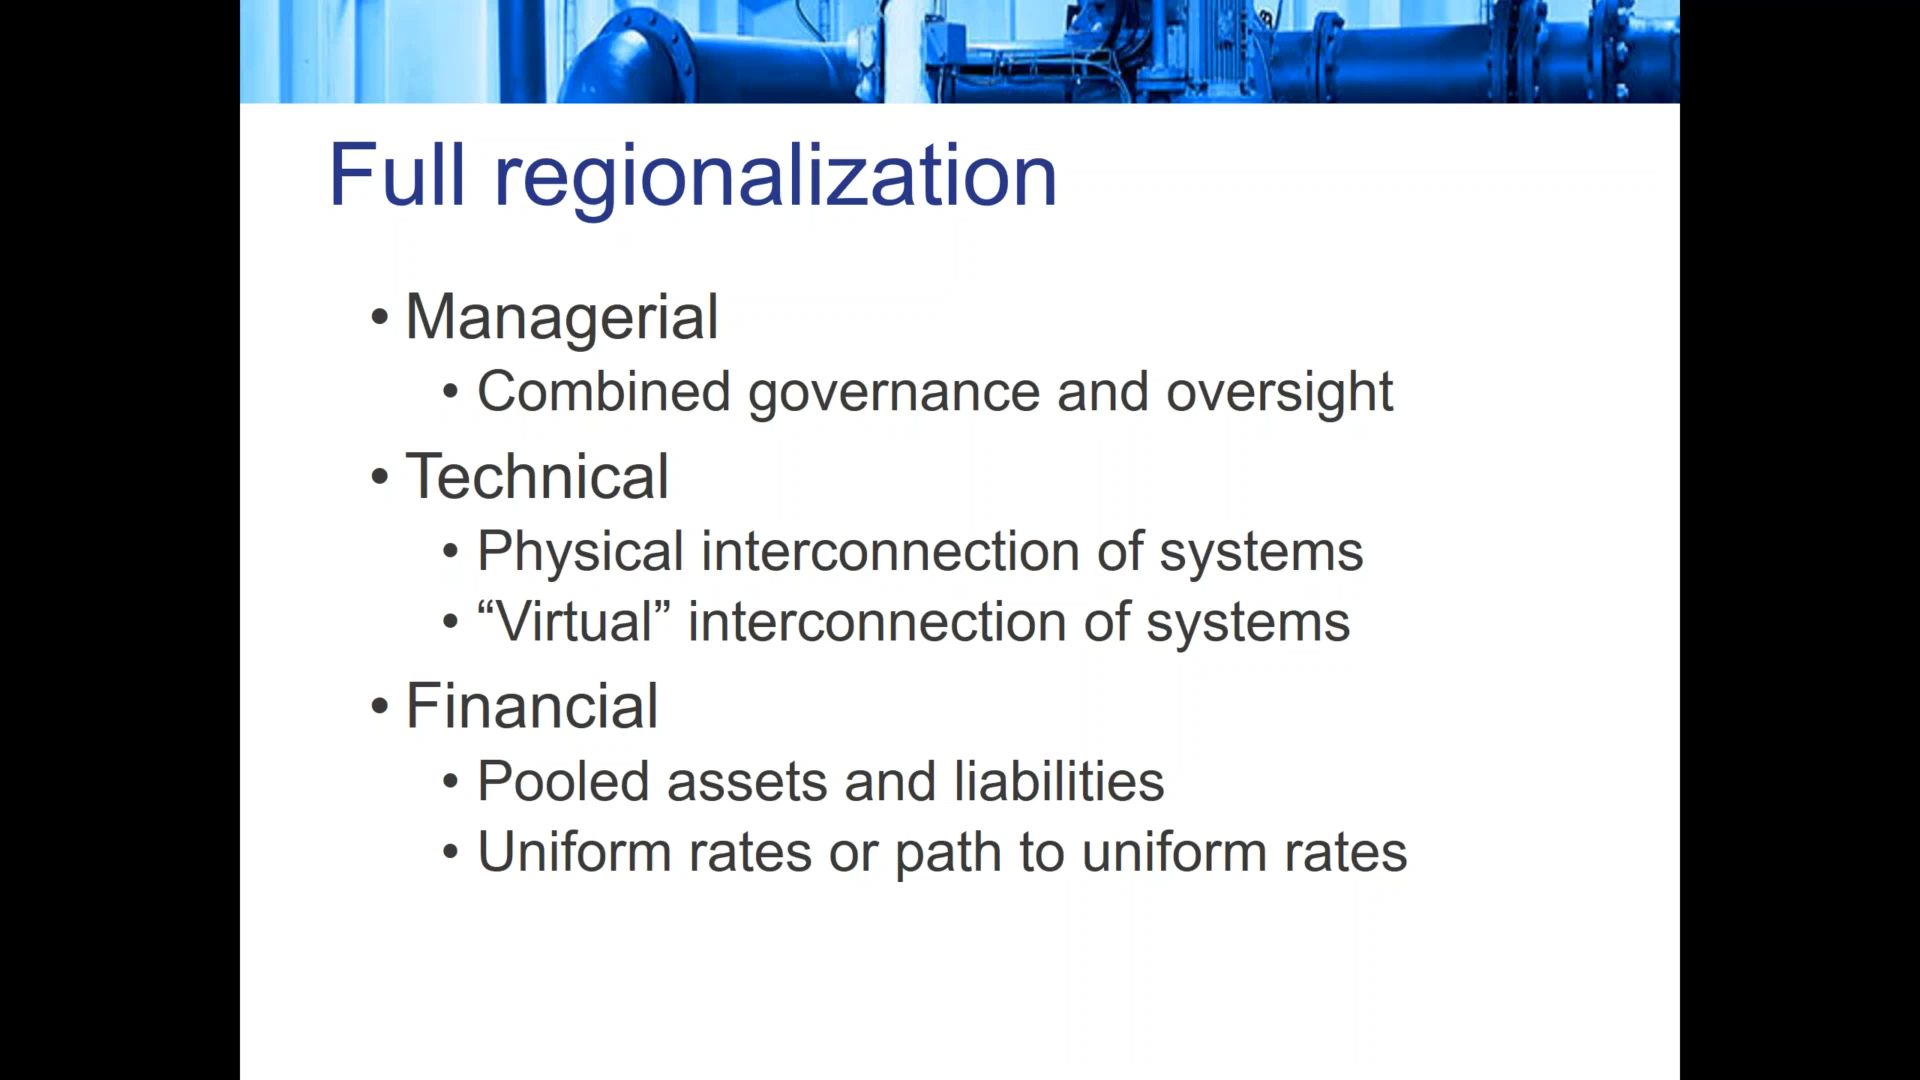 Full regionalization
• Managerial
• Combined governance and oversight
• Technical
• Physical interconnection of systems
• “Virtual” interconnection of systems
• Financial
• Pooled assets and liabilities
• Uniform rates or path to uniform rates